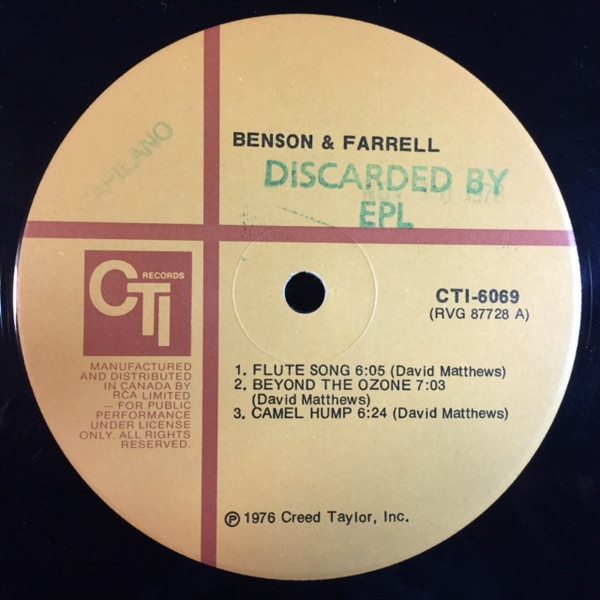 BENSON & FARRELL
DISCARDED BY
EPL
CTI
RECORDS
CTI-6069
(RVG 87728 A)
1. FLUTE SONG 6:05 (David Matthews)
2. BEYOND THE OZONE 7:03
(David Matthews)
3. CAMEL HUMP 6:24 (David Matthews)
MANUFACTURED
AND DISTRIBUTED
IN CANADA BY
RCA LIMITED
— FOR PUBLIC
PERFORMANCE
UNDER LICENSE
ONLY. ALL RIGHTS
RESERVED.
℗ 1976 Creed Taylor, Inc.